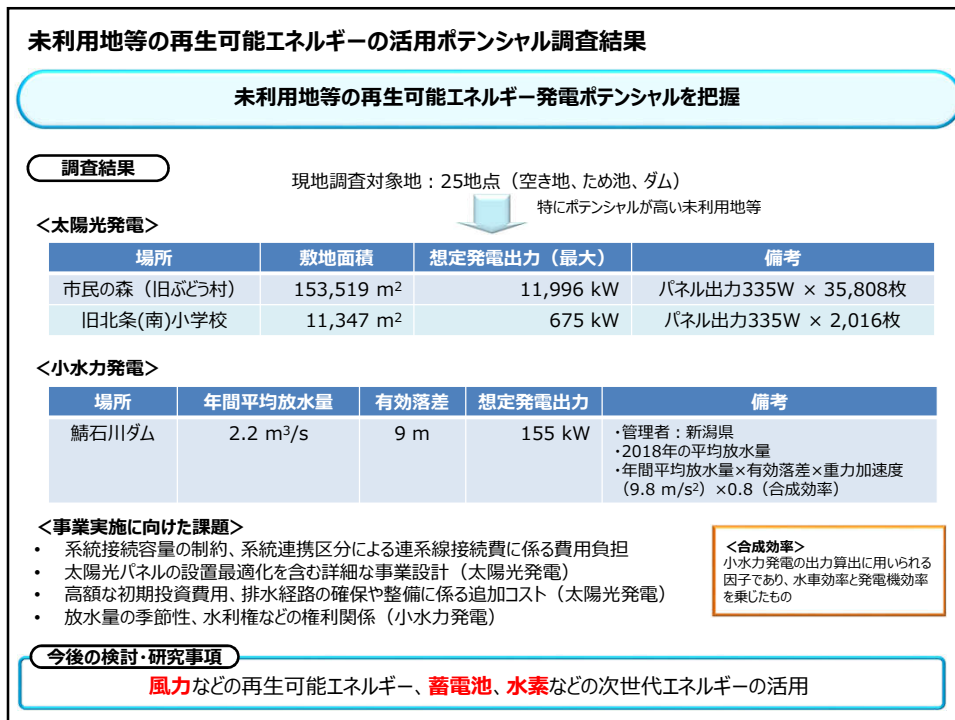 未利用地等の再生可能エネルギーの活用ポテンシャル調査結果
未利用地等の再生可能エネルギー発電ポテンシャルを把握
調査結果
現地調査対象地：25地点（空き地、ため池、ダム）
特にポテンシャルが高い未利用地等
＜太陽光発電＞
場所 敷地面積 想定発電出力（最大） 備考
市民の森（旧ぶどう村） 153,519 m² 11,996 kW パネル出力335W × 35,808枚
旧北条(南)小学校 11,347 m² 675 kW パネル出力335W × 2,016枚
＜小水力発電＞
場所 年間平均放水量 有効落差 想定発電出力 備考
鯖石川ダム 2.2 m³/s 9 m 155 kW ・管理者：新潟県
・2018年の平均放水量
・年間平均放水量×有効落差×重力加速度
（9.8 m/s²）×0.8（合成効率）
＜事業実施に向けた課題＞
• 系統接続容量の制約、系統連携区分による連系線接続費に係る費用負担
• 太陽光パネルの設置最適化を含む詳細な事業設計（太陽光発電）
• 高額な初期投資費用、排水経路の確保や整備に係る追加コスト（太陽光発電）
• 放水量の季節性、水利権などの権利関係（小水力発電）
＜合成効率＞
小水力発電の出力算出に用いられる
因子であり、水車効率と発電機効率
を乗じたもの
今後の検討・研究事項
風力などの再生可能エネルギー、蓄電池、水素などの次世代エネルギーの活用